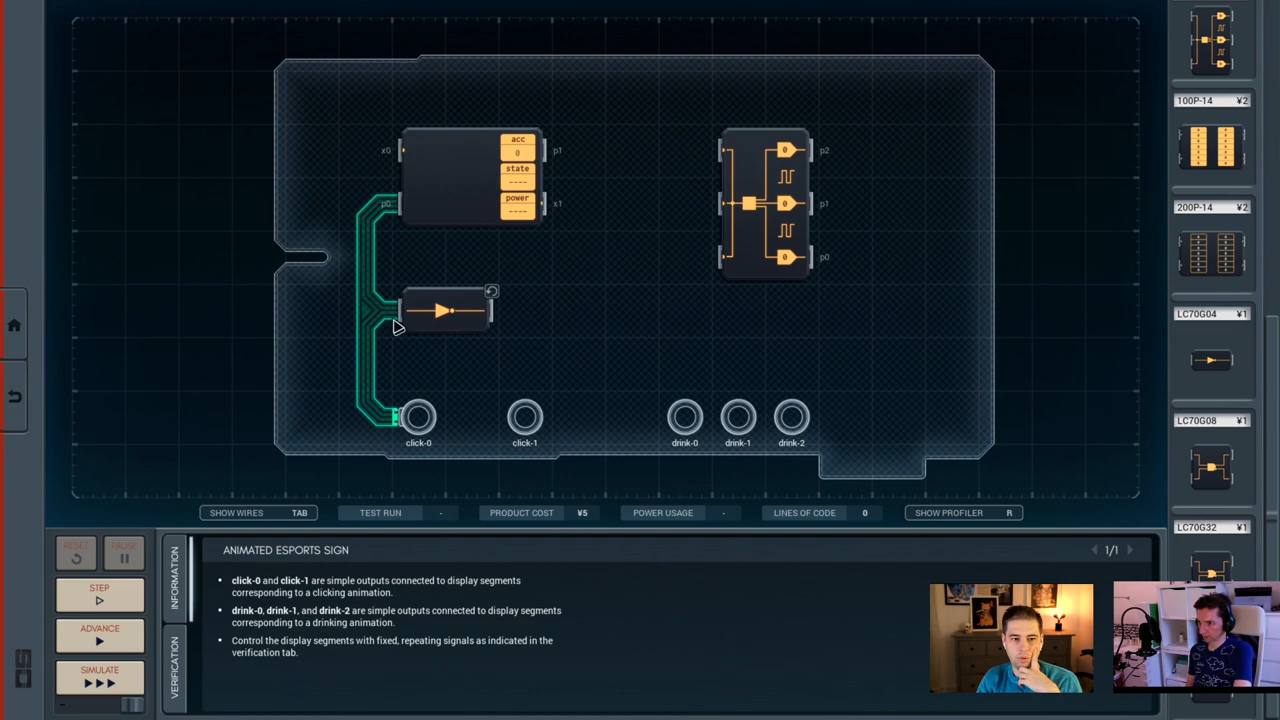 100P-14 ¥2
200P-14 ¥2
LC70G04 ¥1
LC70G08 ¥1
LC70G32 ¥1
x0
p0
acc
0
state
----
power
----
p1
x1
0
0
0
p2
p1
p0
click-0
click-1
drink-0
drink-1
drink-2
SHOW WIRES TAB
TEST RUN -
PRODUCT COST ¥5
POWER USAGE -
LINES OF CODE 0
SHOW PROFILER R
RESET
PAUSE
STEP
ADVANCE
SIMULATE
INFORMATION
VERIFICATION
ANIMATED ESPORTS SIGN
1/1
click-0 and click-1 are simple outputs connected to display segments
corresponding to a clicking animation.
drink-0, drink-1, and drink-2 are simple outputs connected to display segments
corresponding to a drinking animation.
Control the display segments with fixed, repeating signals as indicated in the
verification tab.